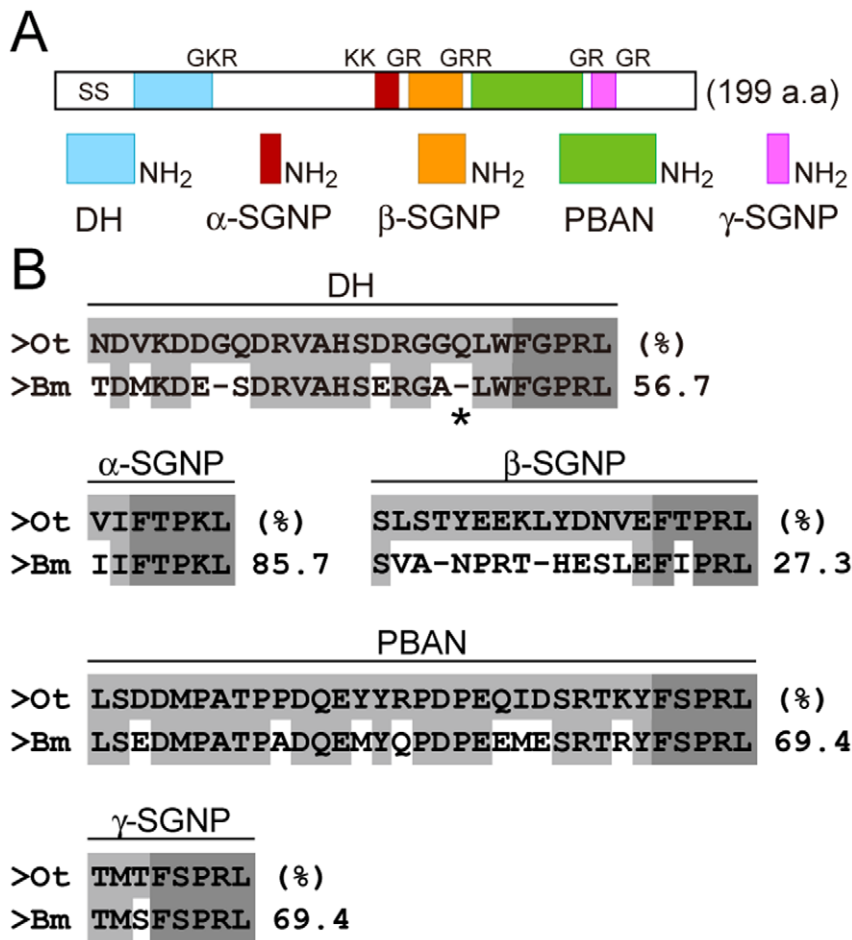 A
GKR KK GR GRR GR GR
SS (199 a.a)
NH2 NH2 NH2 NH2 NH2
DH α-SGNP β-SGNP PBAN γ-SGNP
B
DH
>Ot NDVKDDGQDRVAHSDRGGQLWFGPRL (%)
>Bm TDMKDE-SDRVAHSERGA-LWFGPRL 56.7
*
α-SGNP β-SGNP
>Ot VIFTPKL (%) SLSTYEEKLYDNVEFTPRL (%)
>Bm IIFTPKL 85.7 SVA-NPRT-HESLEFIPRL 27.3
PBAN
>Ot LSDDMPATPPDQEYYRPDPEQIDSRTKYFSPRL (%)
>Bm LSEDMPATPADQEMYQPDPEEMESRTRYFSPRL 69.4
γ-SGNP
>Ot TMTFSPRL (%)
>Bm TMSFSPRL 69.4